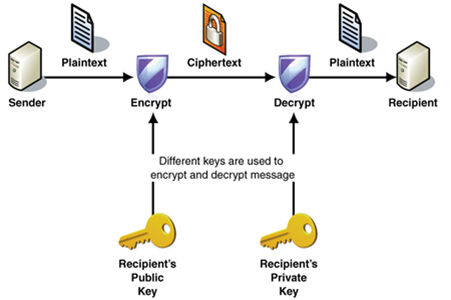 Plaintext
Ciphertext
Plaintext
Sender
Encrypt
Decrypt
Recipient
Different keys are used to
encrypt and decrypt message
Recipient's
Public
Key
Recipient's
Private
Key